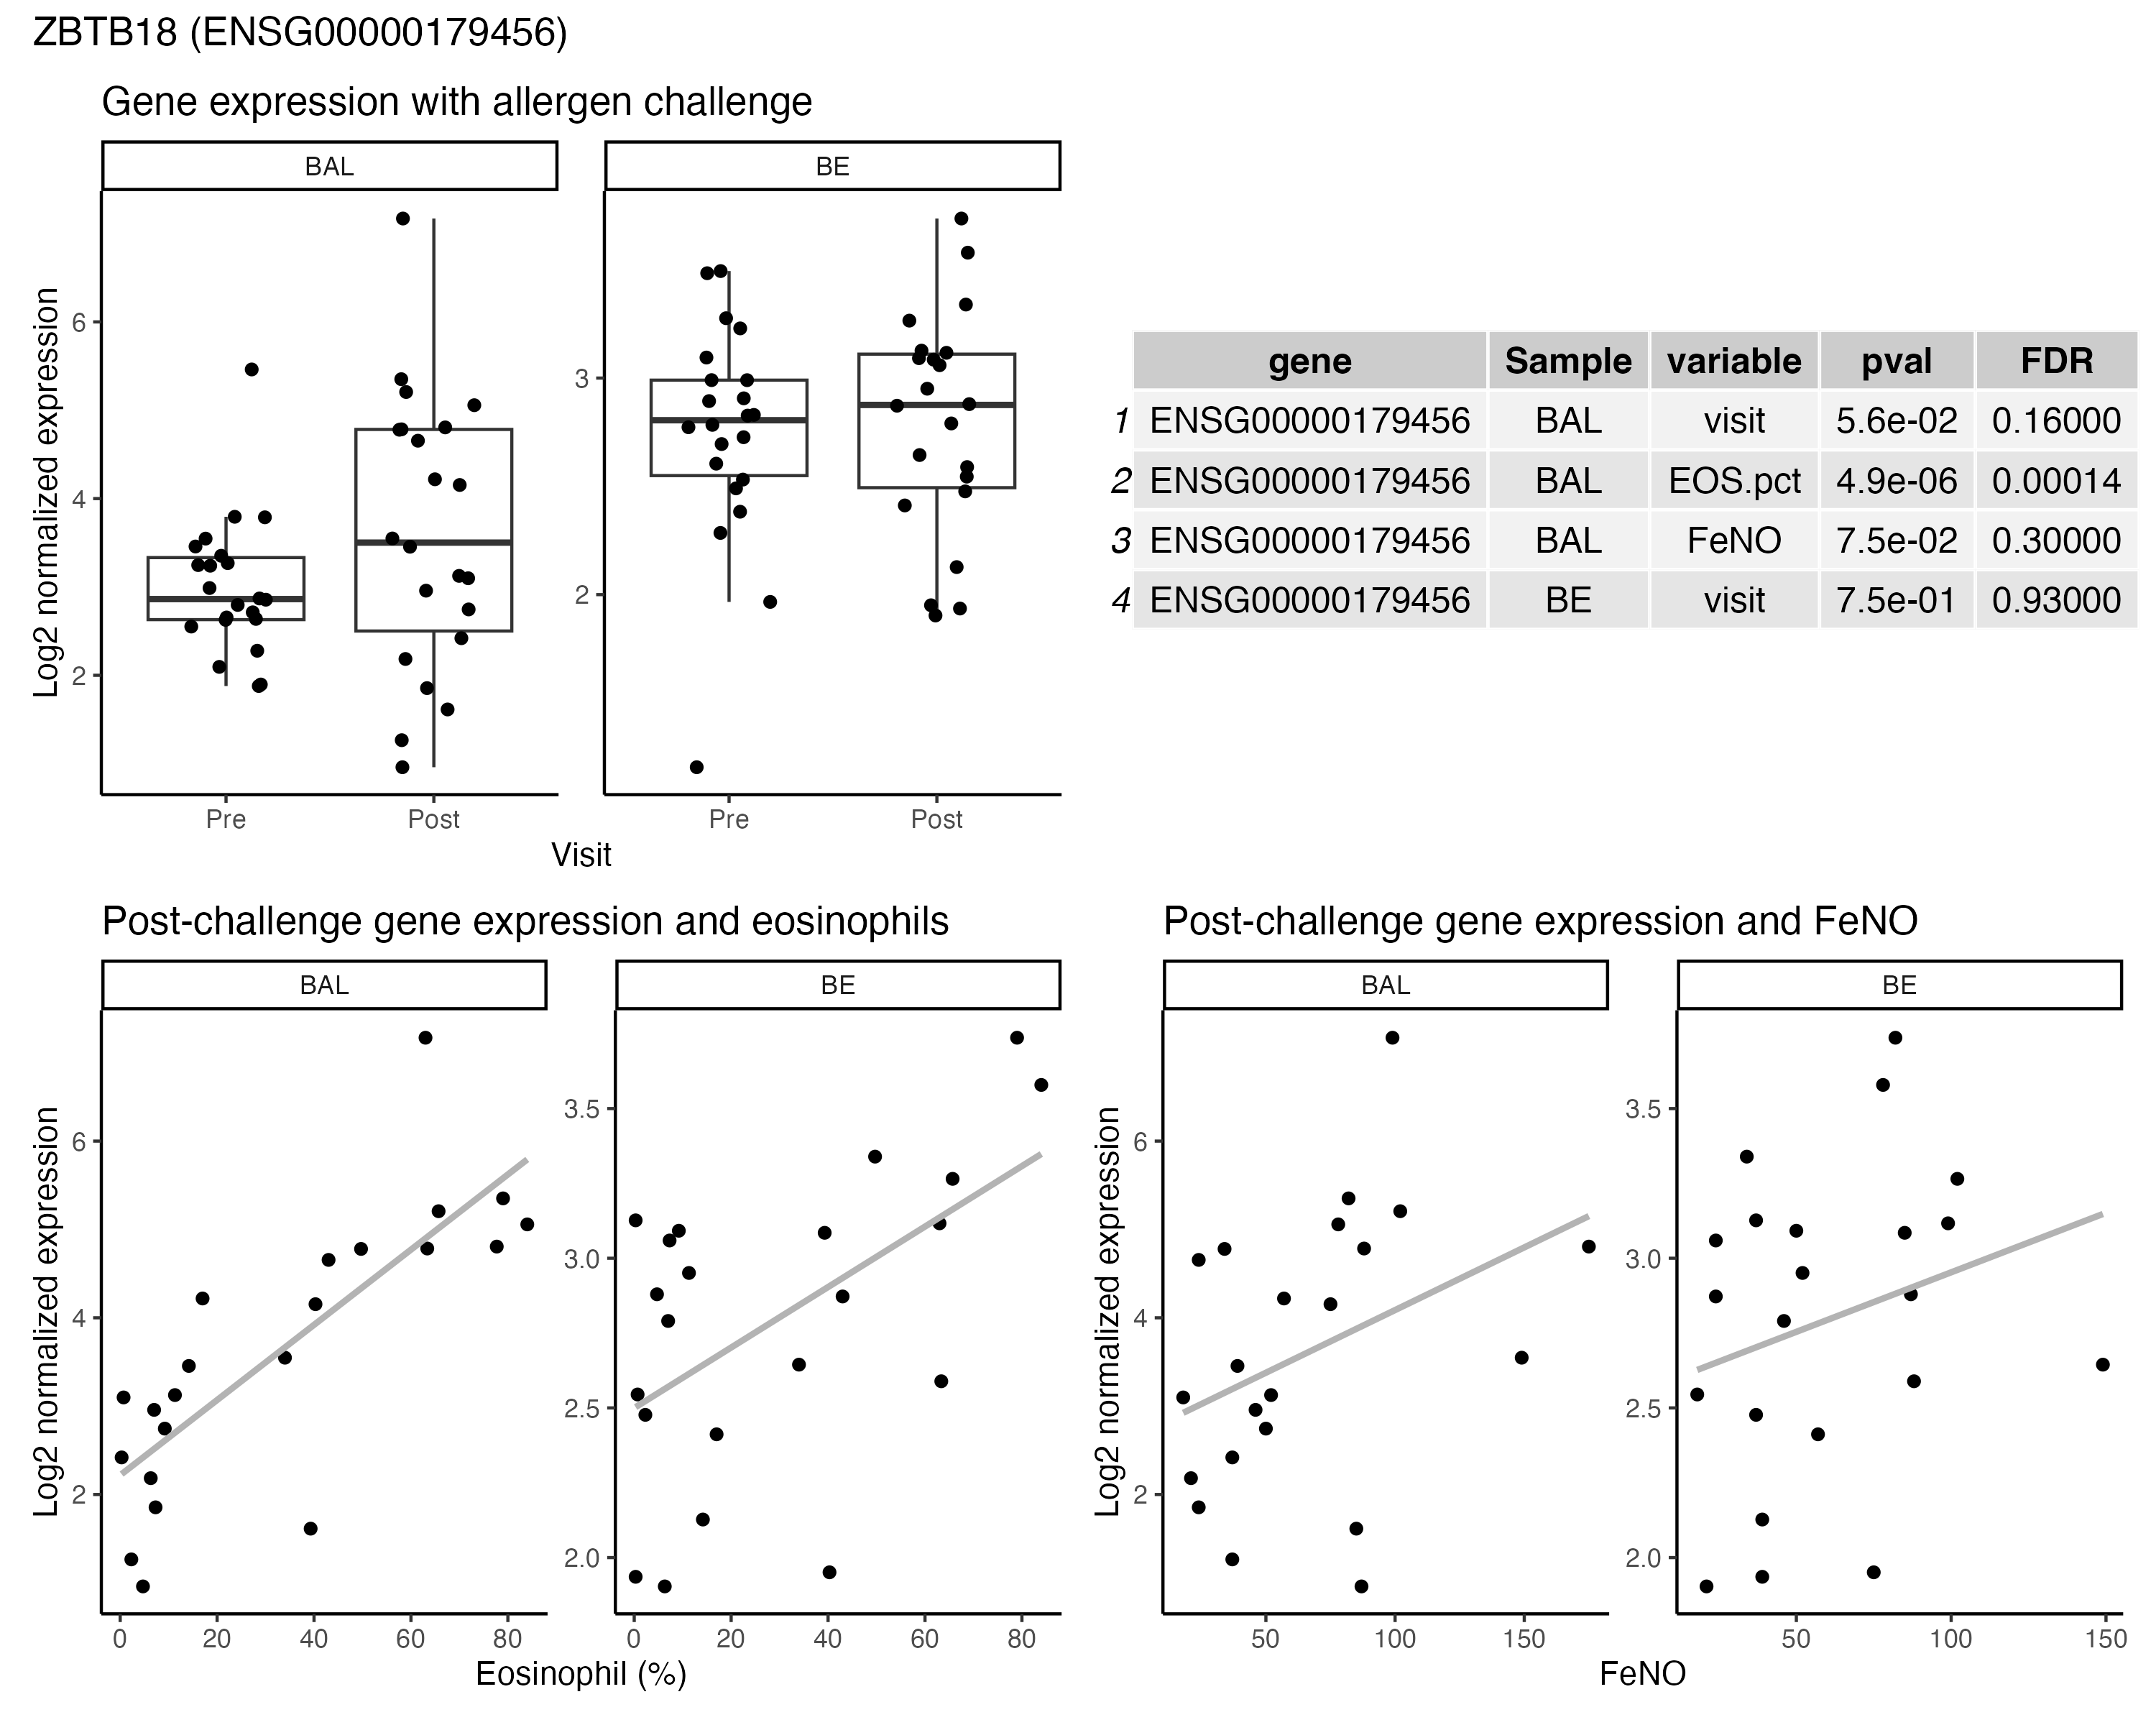 ZBTB18 (ENSG00000179456)
Gene expression with allergen challenge
BAL
BE
Log2 normalized expression
6
4
2
3
2
Pre
Post
Pre
Post
Visit
gene Sample variable pval FDR
1 ENSG00000179456 BAL visit 5.6e-02 0.16000
2 ENSG00000179456 BAL EOS.pct 4.9e-06 0.00014
3 ENSG00000179456 BAL FeNO 7.5e-02 0.30000
4 ENSG00000179456 BE visit 7.5e-01 0.93000
Post-challenge gene expression and eosinophils
BAL
BE
Log2 normalized expression
6
4
2
3.5
3.0
2.5
2.0
0 20 40 60 80
0 20 40 60 80
Eosinophil (%)
Post-challenge gene expression and FeNO
BAL
BE
Log2 normalized expression
6
4
2
3.5
3.0
2.5
2.0
50 100 150
50 100 150
FeNO